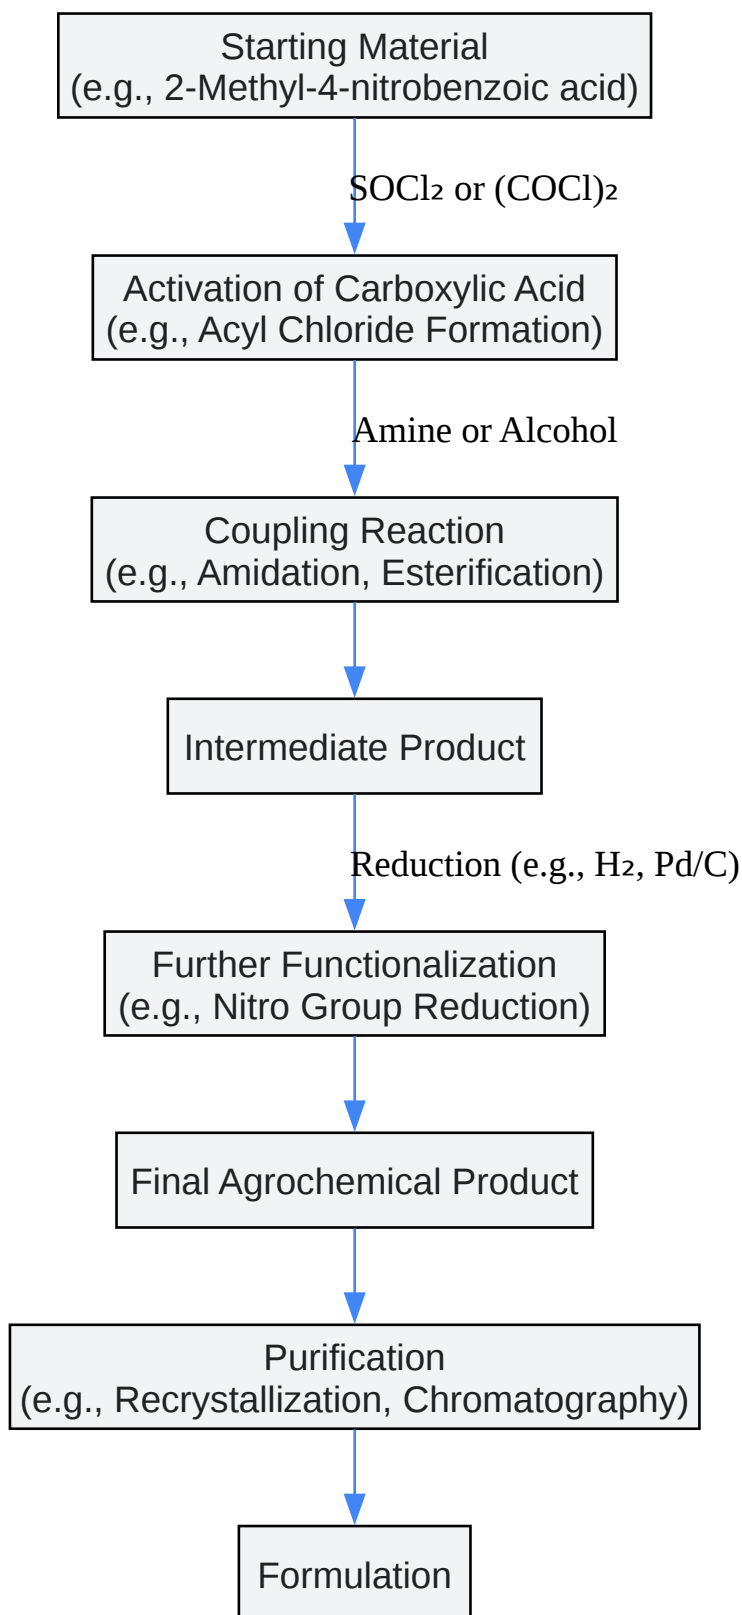 Starting Material
(e.g., 2-Methyl-4-nitrobenzoic acid)
SOCl₂ or (COCl)₂
Activation of Carboxylic Acid
(e.g., Acyl Chloride Formation)
Amine or Alcohol
Coupling Reaction
(e.g., Amidation, Esterification)
Intermediate Product
Reduction (e.g., H₂, Pd/C)
Further Functionalization
(e.g., Nitro Group Reduction)
Final Agrochemical Product
Purification
(e.g., Recrystallization, Chromatography)
Formulation